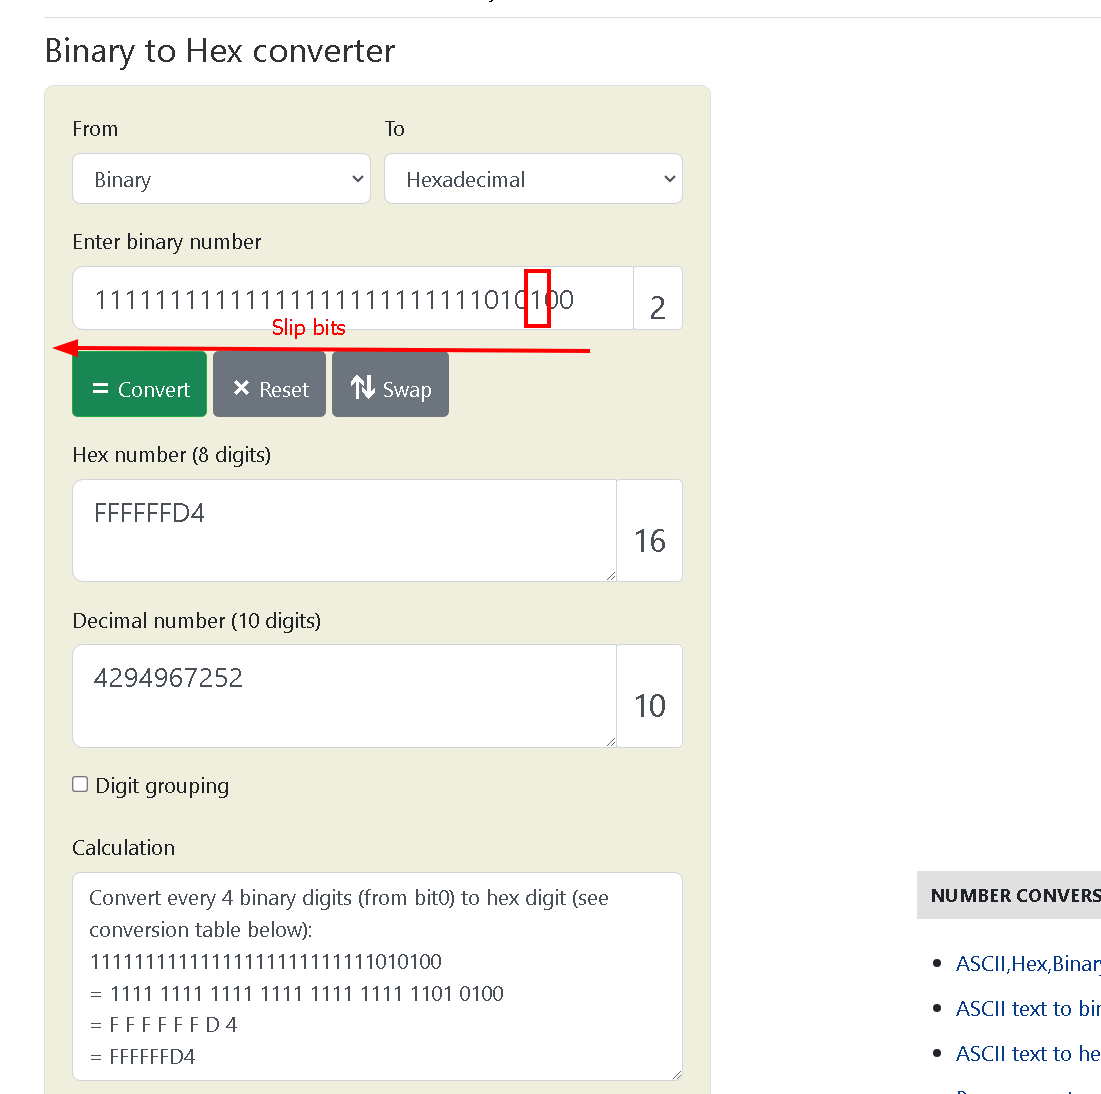 Binary to Hex converter
From To
Binary Hexadecimal
Enter binary number
11111111111111111111111111010100 2
Slip bits
= Convert × Reset Swap
Hex number (8 digits)
FFFFFFD4
16
Decimal number (10 digits)
4294967252
10
Digit grouping
Calculation
Convert every 4 binary digits (from bit0) to hex digit (see
conversion table below):
11111111111111111111111111010100
= 1111 1111 1111 1111 1111 1111 1101 0100
= F F F F F F D 4
= FFFFFFD4
NUMBER CONVERS
ASCII,Hex,Binar
ASCII text to bin
ASCII text to he